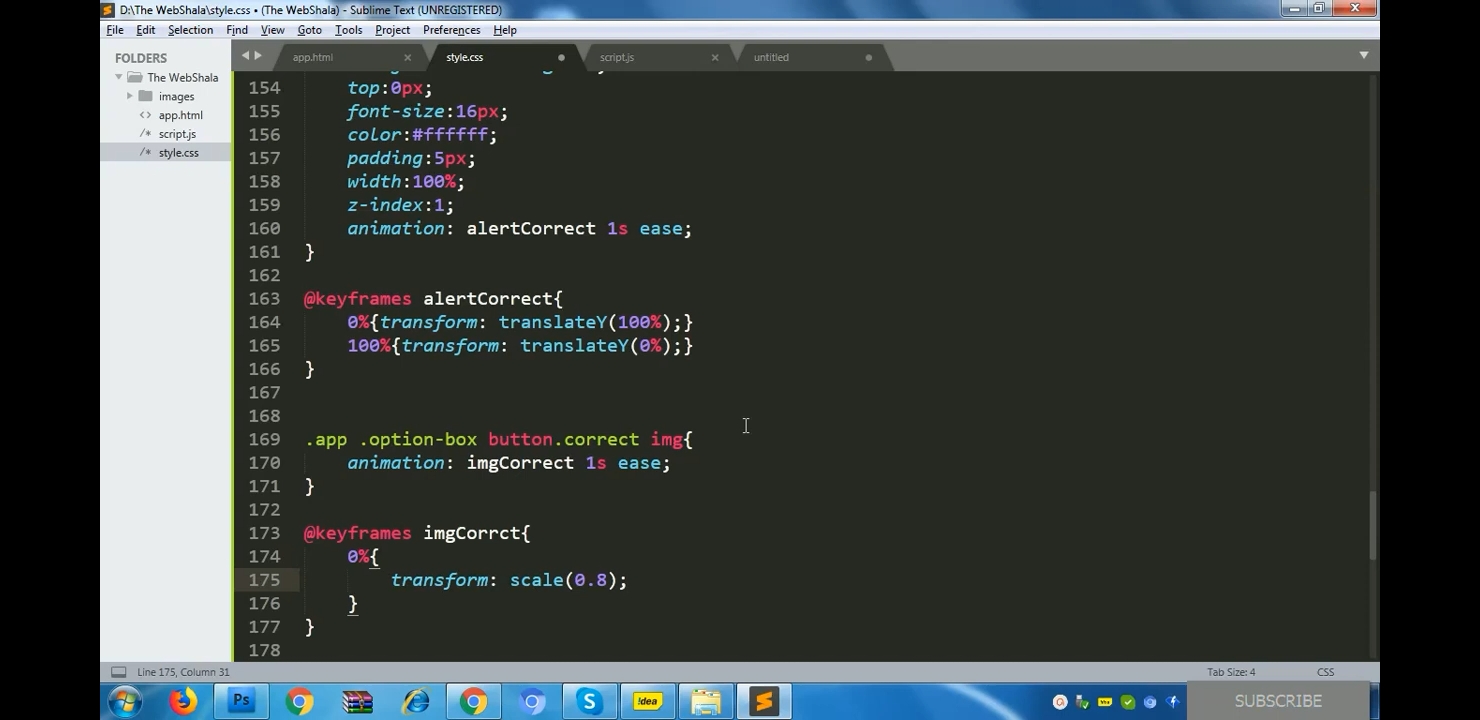 D:\The WebShala\style.css • (The WebShala) - Sublime Text (UNREGISTERED)
File Edit Selection Find View Goto Tools Project Preferences Help
FOLDERS
The WebShala
images
<> app.html
/* script.js
/* style.css
app.html × style.css script.js × untitled
154 top:0px;
155 font-size:16px;
156 color:#ffffff;
157 padding:5px;
158 width:100%;
159 z-index:1;
160 animation: alertCorrect 1s ease;
161 }
162
163 @keyframes alertCorrect{
164 0%{transform: translateY(100%);}
165 100%{transform: translateY(0%);}
166 }
167
168
169 .app .option-box button.correct img{
170 animation: imgCorrect 1s ease;
171 }
172
173 @keyframes imgCorrct{
174 0%{
175 transform: scale(0.8);
176 }
177 }
178
Line 175, Column 31 Tab Size: 4 CSS
Ps S !dea SUBSCRIBE